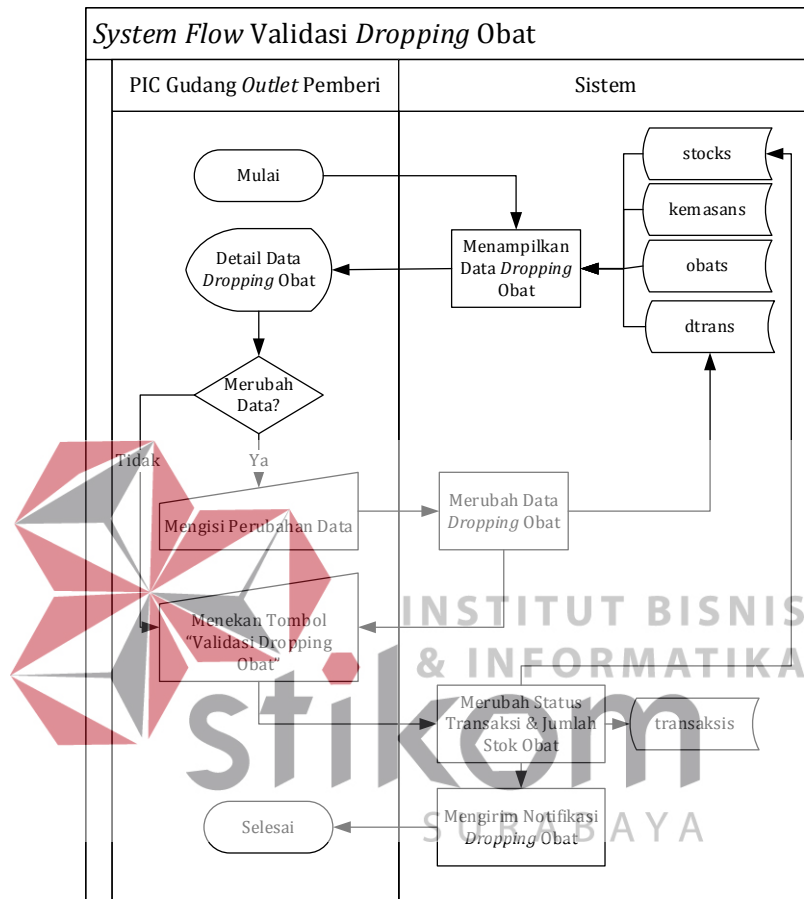 System Flow Validasi Dropping Obat
PIC Gudang Outlet Pemberi
Sistem
Mulai
stocks
kemasans
obats
dtrans
Menampilkan
Data Dropping
Obat
Detail Data
Dropping Obat
Merubah
Data?
Tidak
Ya
Mengisi Perubahan Data
Merubah Data
Dropping Obat
Menekan Tombol
“Validasi Dropping
Obat”
INSTITUT BISNIS
& INFORMATIKA
stikom
SURABAYA
Merubah Status
Transaksi & Jumlah
Stok Obat
transaksis
Mengirim Notifikasi
Dropping Obat
Selesai